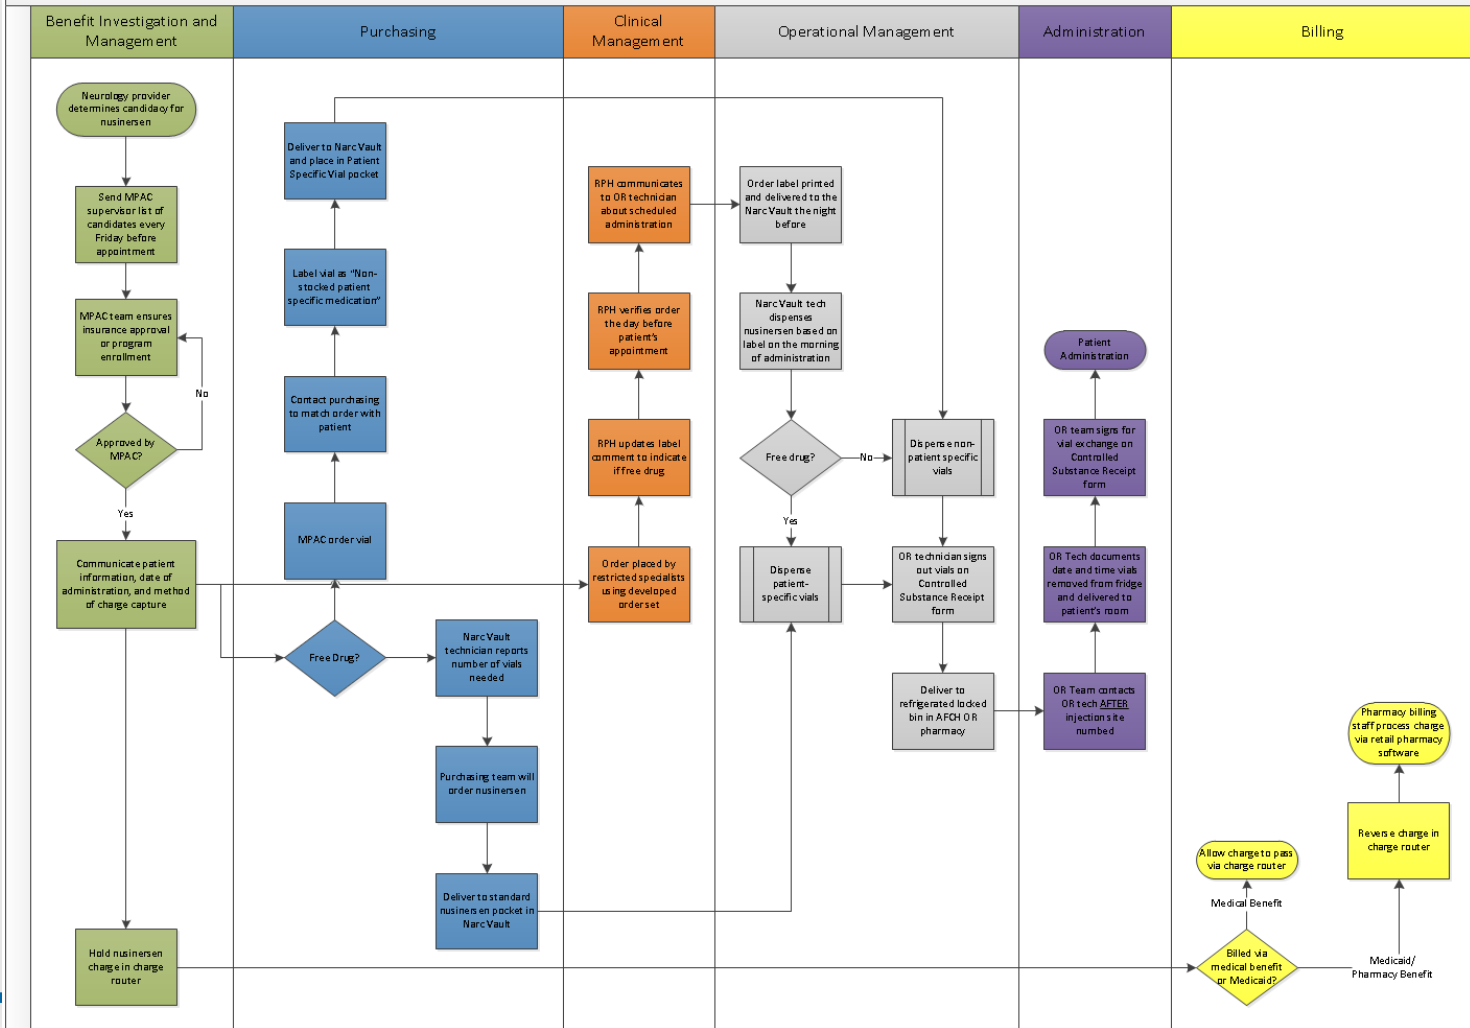 Benefit Investigation and
Management
Purchasing
Clinical
Management
Operational Management
Administration
Billing
Neurology provider
determines candidacy for
nusinersen
Send MPAC
supervisor list of
candidates every
Friday before
appointment
MPAC team ensures
insurance approval
or program
enrollment
No
Approved by
MPAC?
Yes
Communicate patient
information, date of
administration, and method
of charge capture
Hold nusinersen
charge in charge
router
Deliver to Narc Vault
and place in Patient
Specific Vial pocket
Label vial as "Non-
stocked patient
specific medication"
Contact purchasing
to match order with
patient
MPAC order vial
Free Drug?
Narc Vault
technician reports
number of vials
needed
Purchasing team will
order nusinersen
Deliver to standard
nusinersen pocket in
Narc Vault
RPH communicates
to OR technician
about scheduled
administration
RPH verifies order
the day before
patient's
appointment
RPH updates label
comment to indicate
if free drug
Order placed by
restricted specialists
using developed
order set
Order label printed
and delivered to the
Narc Vault the night
before
Narc Vault tech
dispenses
nusinersen based on
label on the morning
of administration
Free drug?
No
Yes
Dispense non-
patient specific
vials
Dispense
patient-
specific vials
OR technician signs
out vials on
Controlled
Substance Receipt
form
Deliver to
refrigerated locked
bin in AFCH OR
pharmacy
Patient
Administration
OR team signs for
vial exchange on
Controlled
Substance Receipt
form
OR Tech documents
date and time vials
removed from fridge
and delivered to
patient's room
OR Team contacts
OR tech AFTER
injection site
numbed
Pharmacy billing
staff process charge
via retail pharmacy
software
Reverse charge in
charge router
Allow charge to pass
via charge router
Medical Benefit
Billed via
medical benefit
or Medicaid?
Medicaid/
Pharmacy Benefit